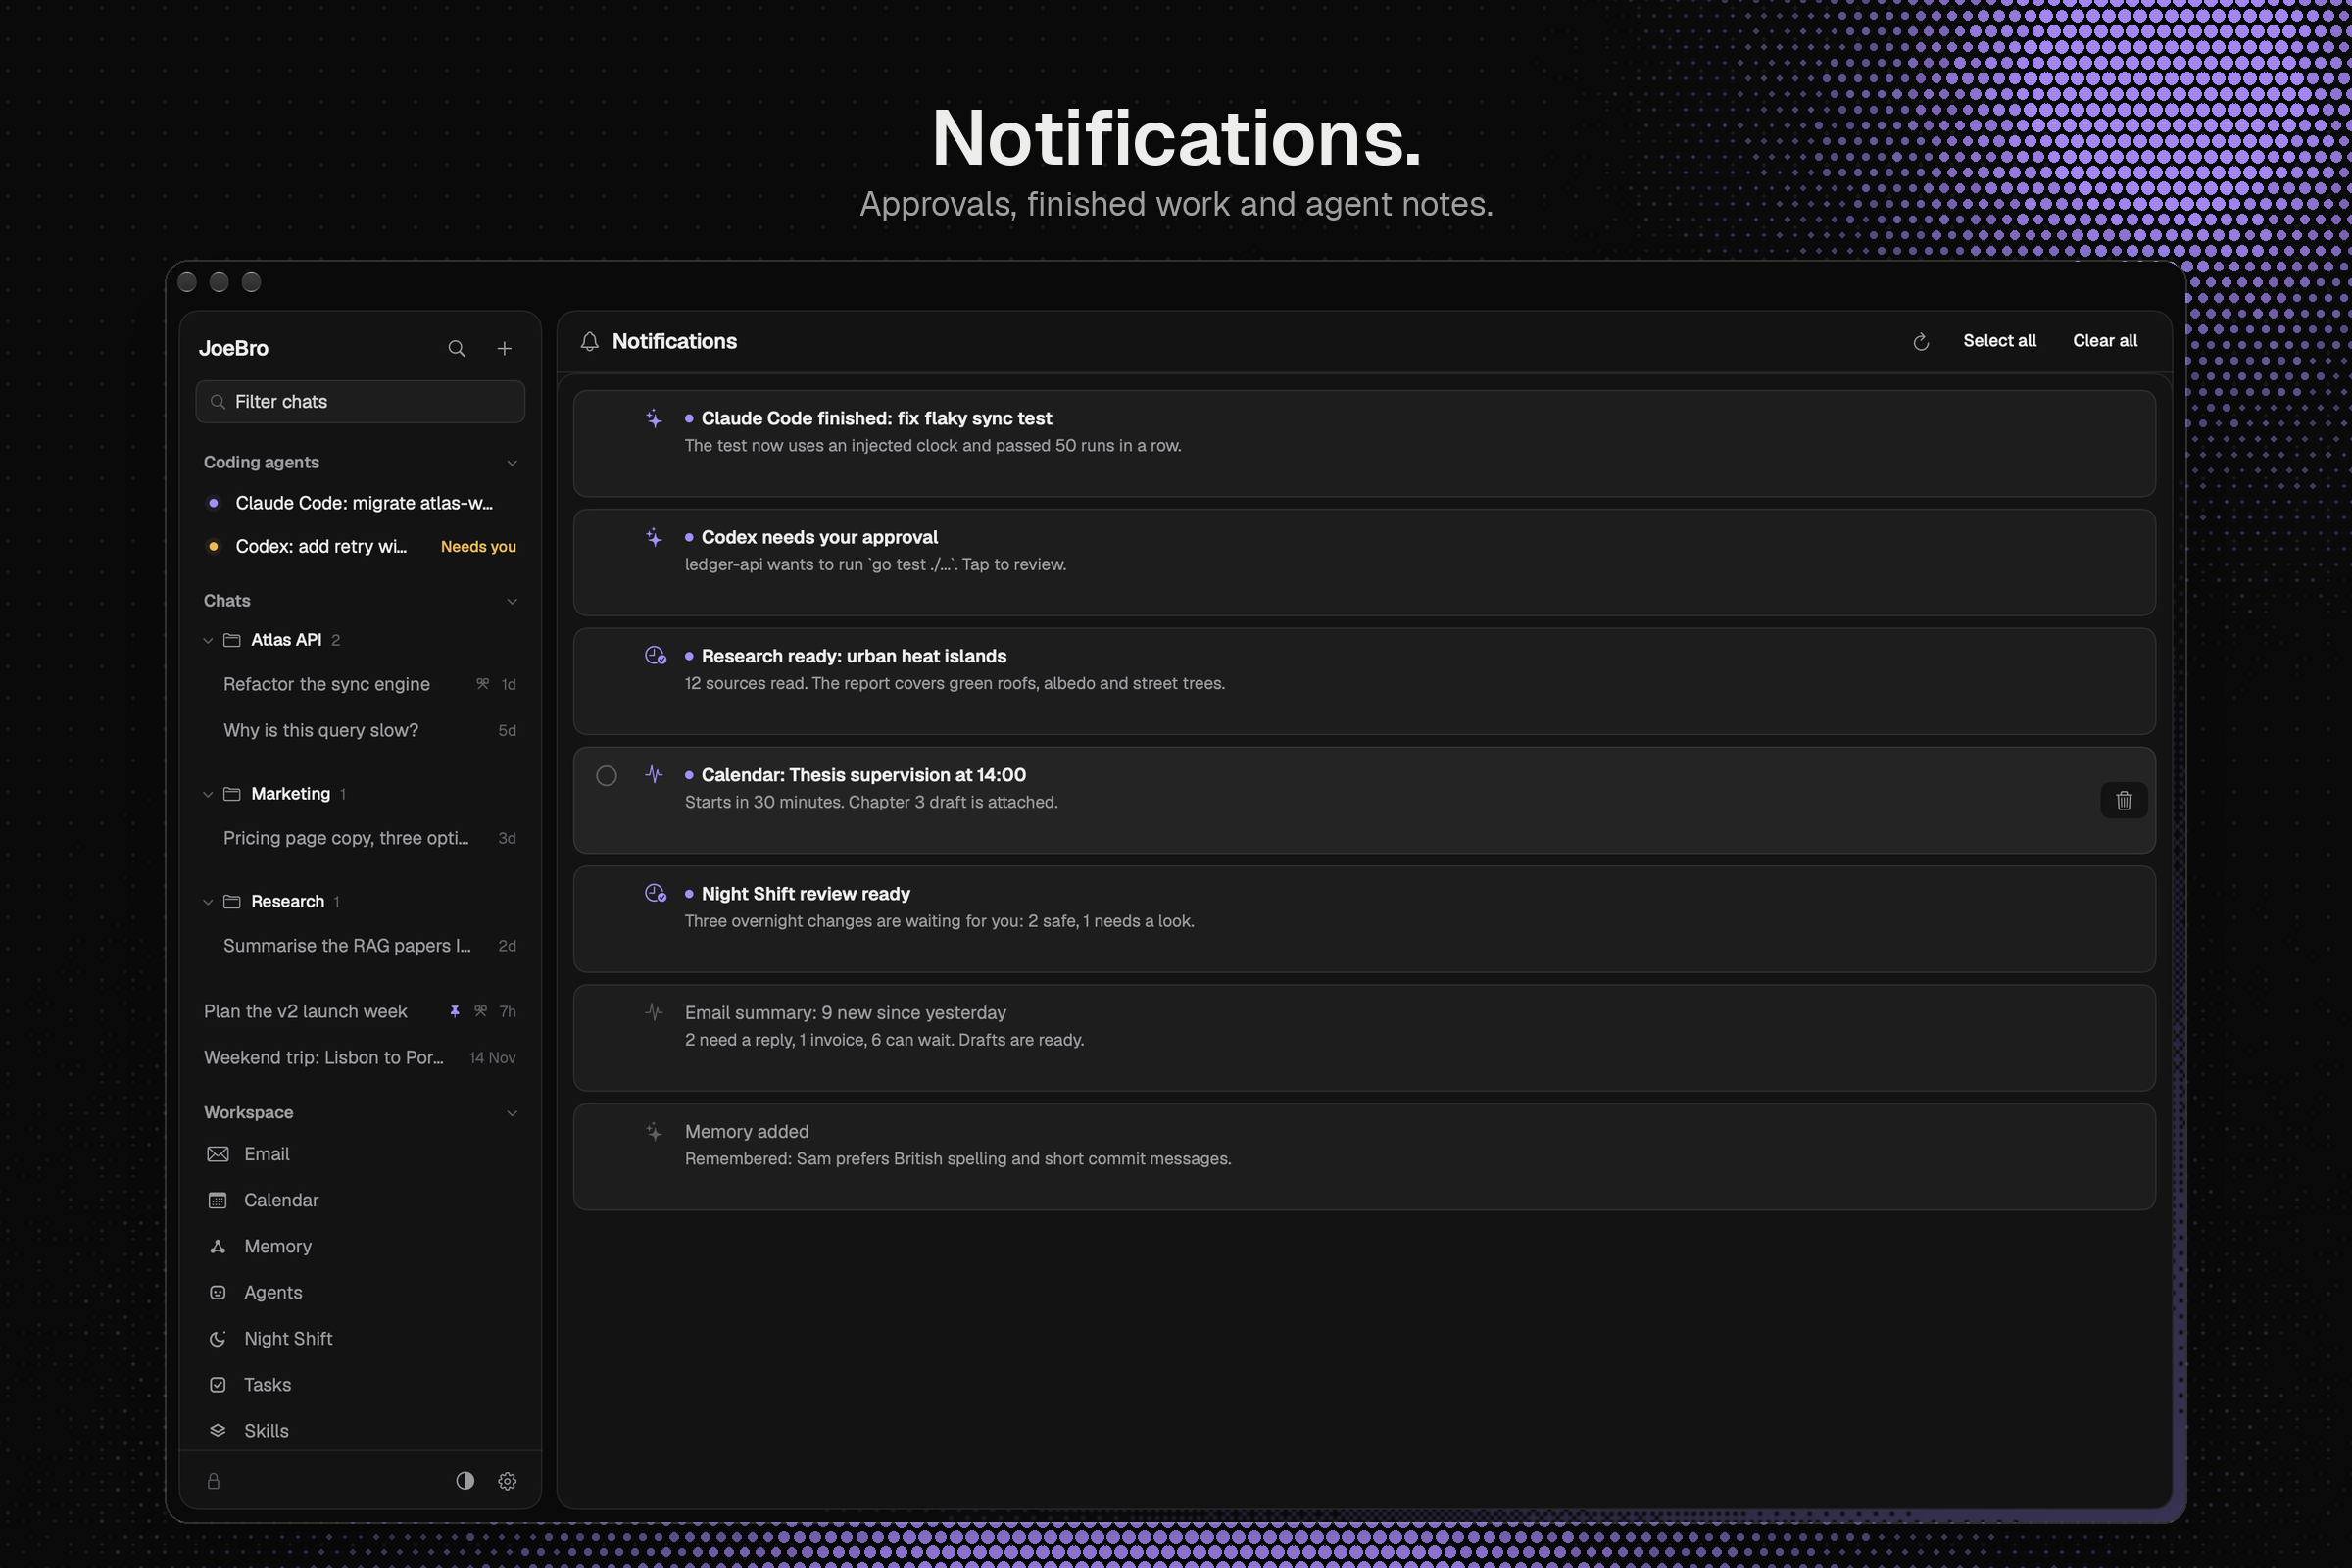 Notifications.
Approvals, finished work and agent notes.
JoeBro
Filter chats
Coding agents
Claude Code: migrate atlas-w...
Codex: add retry wi... Needs you
Chats
Atlas API 2
Refactor the sync engine 1d
Why is this query slow? 5d
Marketing 1
Pricing page copy, three opti... 3d
Research 1
Summarise the RAG papers I... 2d
Plan the v2 launch week 7h
Weekend trip: Lisbon to Por... 14 Nov
Workspace
Email
Calendar
Memory
Agents
Night Shift
Tasks
Skills
Notifications Select all Clear all
Claude Code finished: fix flaky sync test
The test now uses an injected clock and passed 50 runs in a row.
Codex needs your approval
ledger-api wants to run `go test ./...`. Tap to review.
Research ready: urban heat islands
12 sources read. The report covers green roofs, albedo and street trees.
Calendar: Thesis supervision at 14:00
Starts in 30 minutes. Chapter 3 draft is attached.
Night Shift review ready
Three overnight changes are waiting for you: 2 safe, 1 needs a look.
Email summary: 9 new since yesterday
2 need a reply, 1 invoice, 6 can wait. Drafts are ready.
Memory added
Remembered: Sam prefers British spelling and short commit messages.